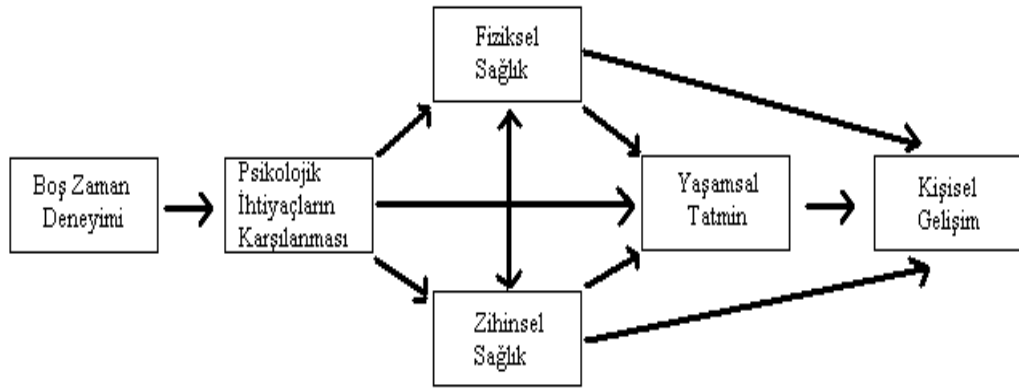 Boş Zaman
Deneyimi
Psikolojik
İhtiyaçların
Karşılanması
Fiziksel
Sağlık
Zihinsel
Sağlık
Yaşamsal
Tatmin
Kişisel
Gelişim